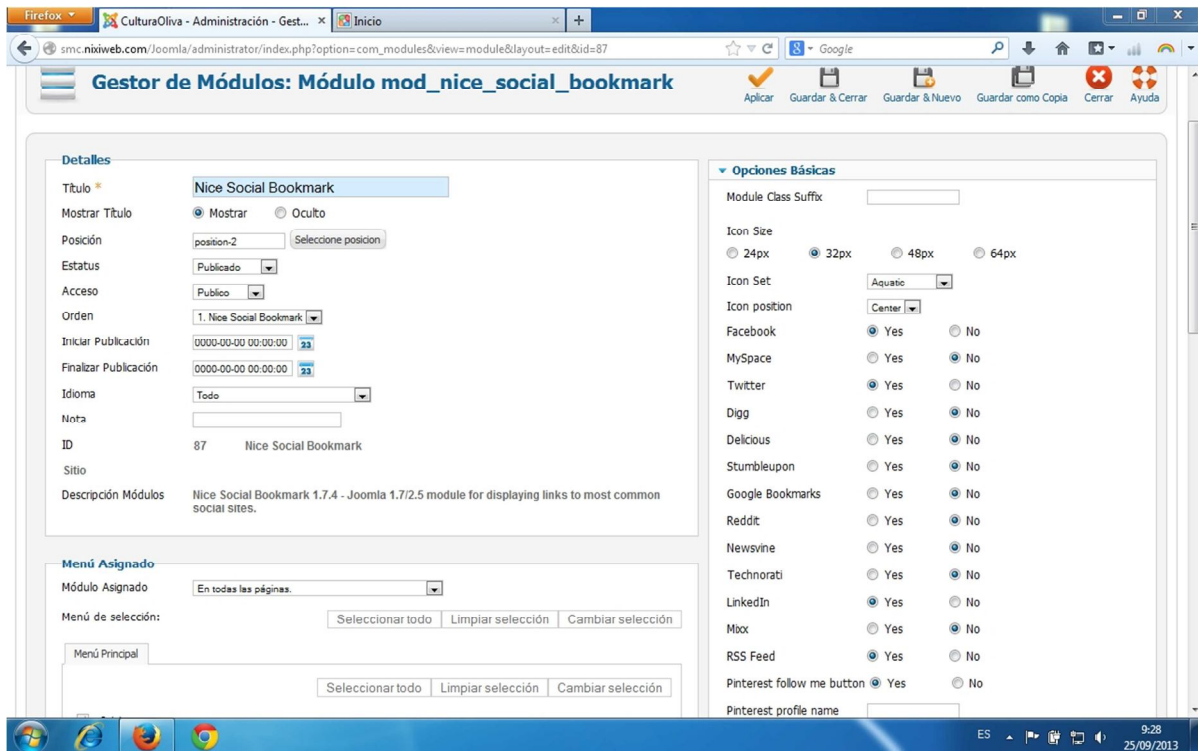 Firefox
CulturaOliva - Administración - Gest... ×
Inicio ×
smc.nixiweb.com/Joomla/administrator/index.php?option=com_modules&view=module&layout=edit&id=87
Google
Gestor de Módulos: Módulo mod_nice_social_bookmark
Aplicar Guardar & Cerrar Guardar & Nuevo Guardar como Copia Cerrar Ayuda
Detalles
Título * Nice Social Bookmark
Mostrar Título Mostrar Oculto
Posición position-2 Seleccione posicion
Estatus Publicado
Acceso Publico
Orden 1. Nice Social Bookmark
Iniciar Publicación 0000-00-00 00:00:00 23
Finalizar Publicación 0000-00-00 00:00:00 23
Idioma Todo
Nota
ID 87 Nice Social Bookmark
Sitio
Descripción Módulos Nice Social Bookmark 1.7.4 - Joomla 1.7/2.5 module for displaying links to most common
social sites.
Menú Asignado
Módulo Asignado En todas las páginas.
Menú de selección: Seleccionar todo Limpiar selección Cambiar selección
Menú Principal
Seleccionar todo Limpiar selección Cambiar selección
Opciones Básicas
Module Class Suffix
Icon Size
24px 32px 48px 64px
Icon Set Aquatic
Icon position Center
Facebook Yes No
MySpace Yes No
Twitter Yes No
Digg Yes No
Delicious Yes No
Stumbleupon Yes No
Google Bookmarks Yes No
Reddit Yes No
Newsvine Yes No
Technorati Yes No
LinkedIn Yes No
Mixx Yes No
RSS Feed Yes No
Pinterest follow me button Yes No
Pinterest profile name
ES 9:28
25/09/2013